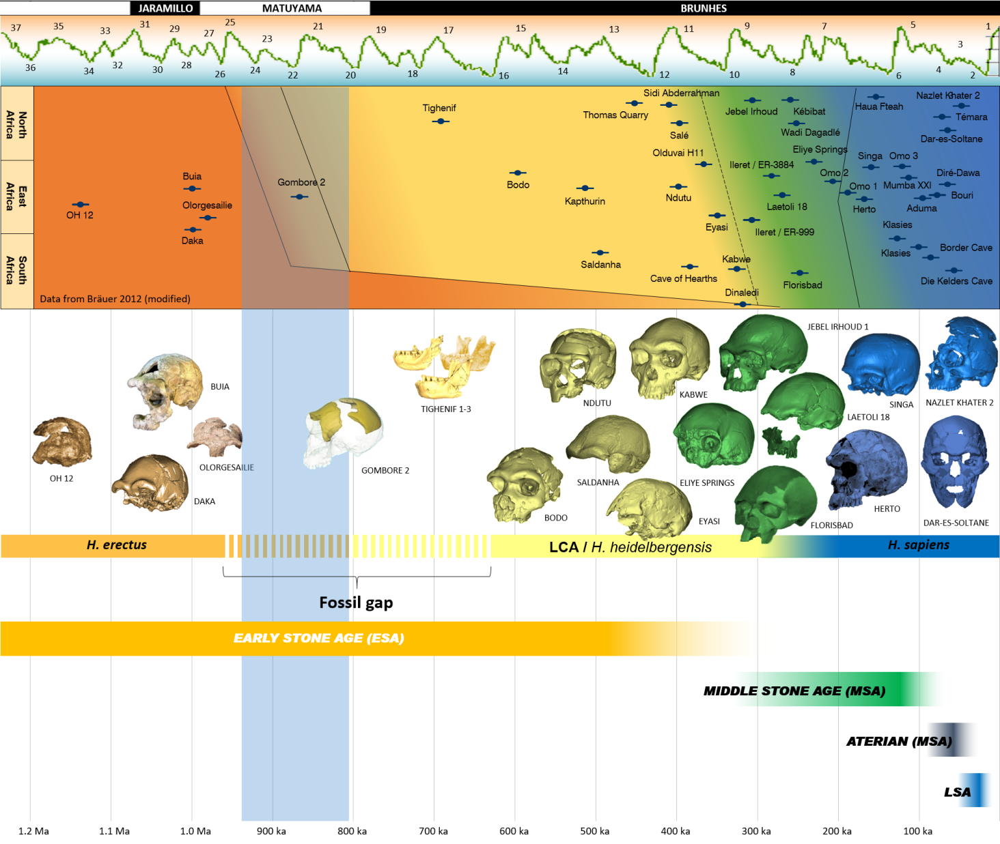 JARAMILLO
MATUYAMA
BRUNHES
37
35
33
31
29
27
25
23
21
19
17
15
13
11
9
7
5
3
1
36
34
32
30
28
26
24
22
20
18
16
14
12
10
8
6
4
2
North
Africa
East
Africa
South
Africa
Tighenif
Thomas Quarry
Sidi Abderrahman
Salé
Jebel Irhoud
Kébibat
Wadi Dagadlé
Haua Fteah
Nazlet Khater 2
Témara
Dar-es-Soltane
OH 12
Buia
Olorgesailie
Daka
Gombore 2
Bodo
Kapthurin
Olduvai H11
Ndutu
Eyasi
Ileret / ER-3884
Laetoli 18
Ileret / ER-999
Eliye Springs
Omo 2
Omo 1
Herto
Singa
Omo 3
Mumba XXI
Aduma
Diré-Dawa
Bouri
Saldanha
Cave of Hearths
Kabwe
Dinaledi
Florisbad
Klasies
Klasies
Border Cave
Die Kelders Cave
Data from Bräuer 2012 (modified)
OH 12
BUIA
OLORGESAILIE
DAKA
GOMBORE 2
TIGHENIF 1-3
NDUTU
KABWE
JEBEL IRHOUD 1
LAETOLI 18
SINGA
NAZLET KHATER 2
SALDANHA
BODO
ELIYE SPRINGS
EYASI
FLORISBAD
HERTO
DAR-ES-SOLTANE
H. erectus
LCA / H. heidelbergensis
H. sapiens
Fossil gap
EARLY STONE AGE (ESA)
MIDDLE STONE AGE (MSA)
ATERIAN (MSA)
LSA
1.2 Ma
1.1 Ma
1.0 Ma
900 ka
800 ka
700 ka
600 ka
500 ka
400 ka
300 ka
200 ka
100 ka